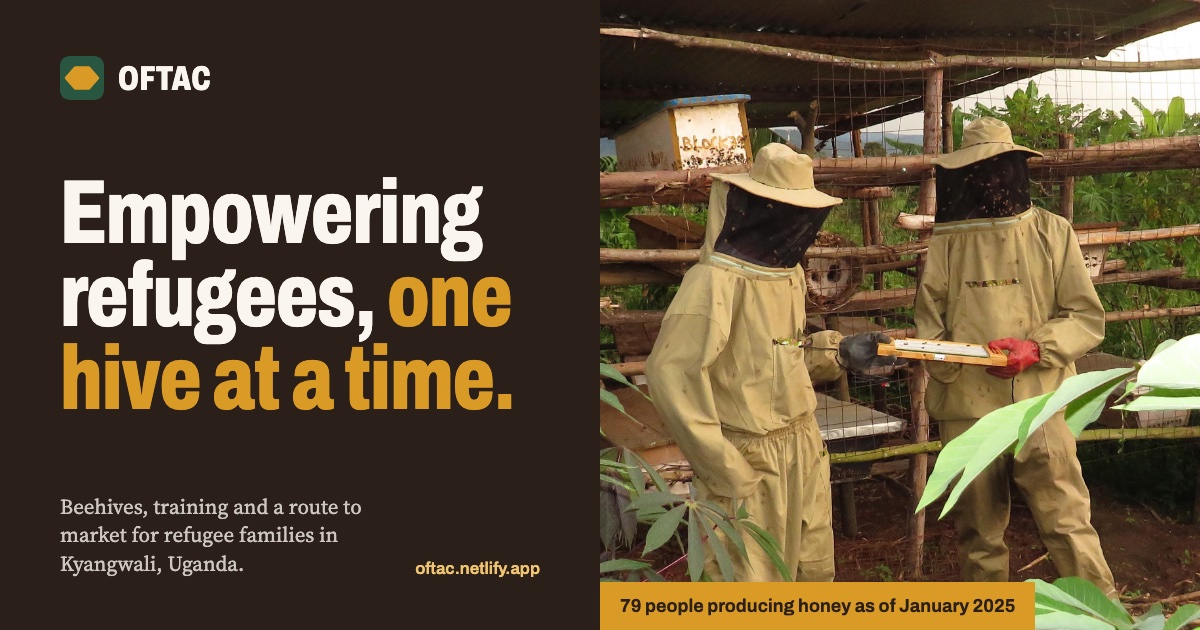 OFTAC
Empowering
refugees, one
hive at a time.
Beehives, training and a route to
market for refugee families in
Kyangwali, Uganda.
oftac.netlify.app
79 people producing honey as of January 2025